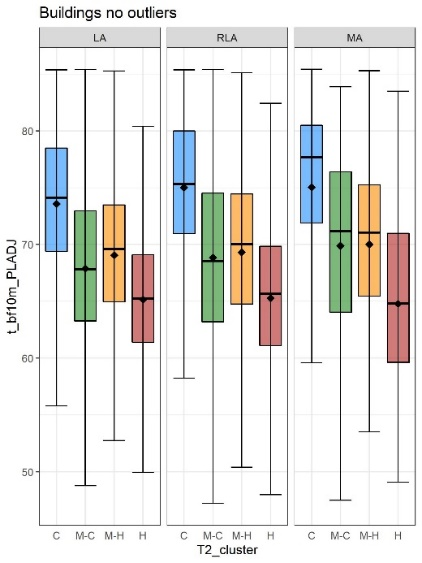 Buildings no outliers
LA RLA MA
t_bf10m_PLADJ
80
70
60
50
C M-C M-H H C M-C M-H H C M-C M-H H
T2_cluster